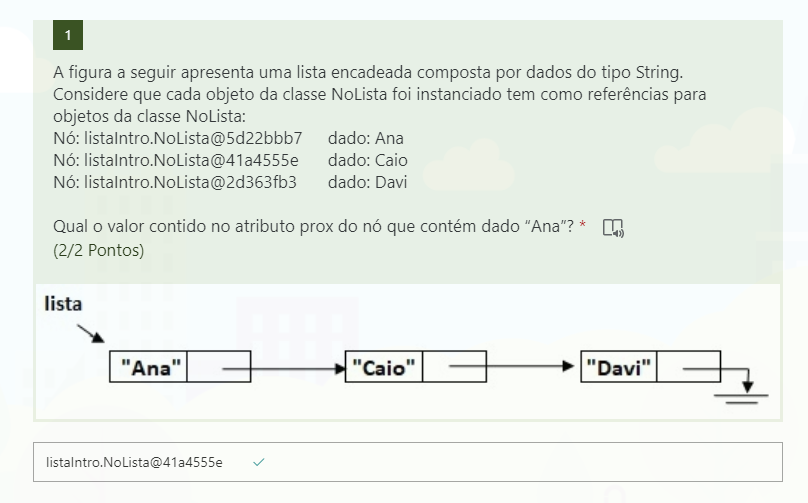 1
A figura a seguir apresenta uma lista encadeada composta por dados do tipo String.
Considere que cada objeto da classe NoLista foi instanciado tem como referências para
objetos da classe NoLista:
Nó: listaIntro.NoLista@5d22bbb7 dado: Ana
Nó: listaIntro.NoLista@41a4555e dado: Caio
Nó: listaIntro.NoLista@2d363fb3 dado: Davi
Qual o valor contido no atributo prox do nó que contém dado “Ana”? *
(2/2 Pontos)
lista
"Ana" "Caio" "Davi"
listaIntro.NoLista@41a4555e